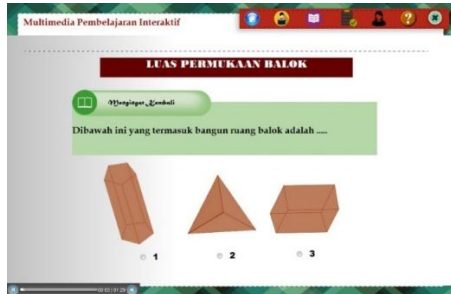 Multimedia Pembelajaran Interaktif
LUAS PERMUKAAN BALOK
Mengingat Kembali
Dibawah ini yang termasuk bangun ruang balok adalah .....
1
2
3